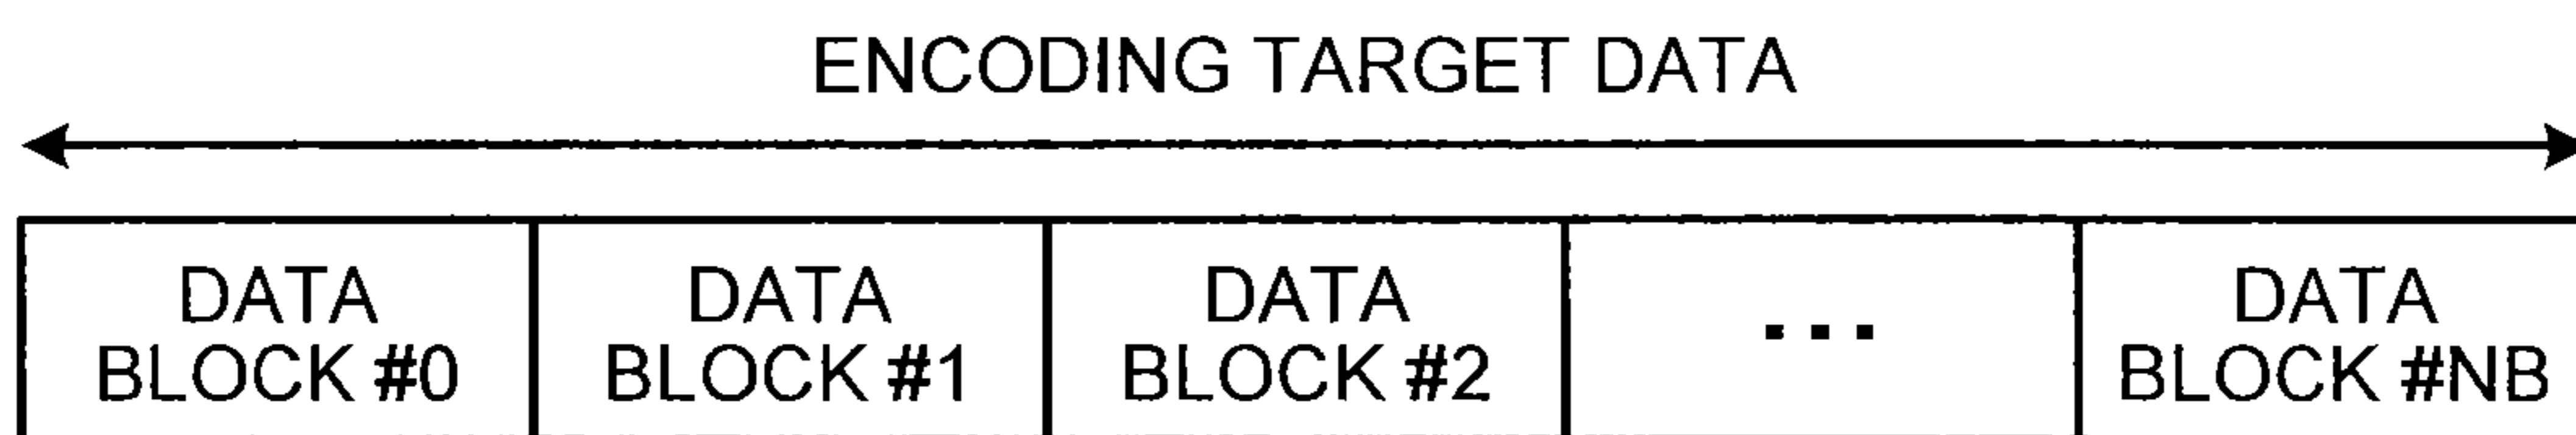 ENCODING TARGET DATA
DATA
BLOCK #0
DATA
BLOCK #1
DATA
BLOCK #2
...
DATA
BLOCK #NB